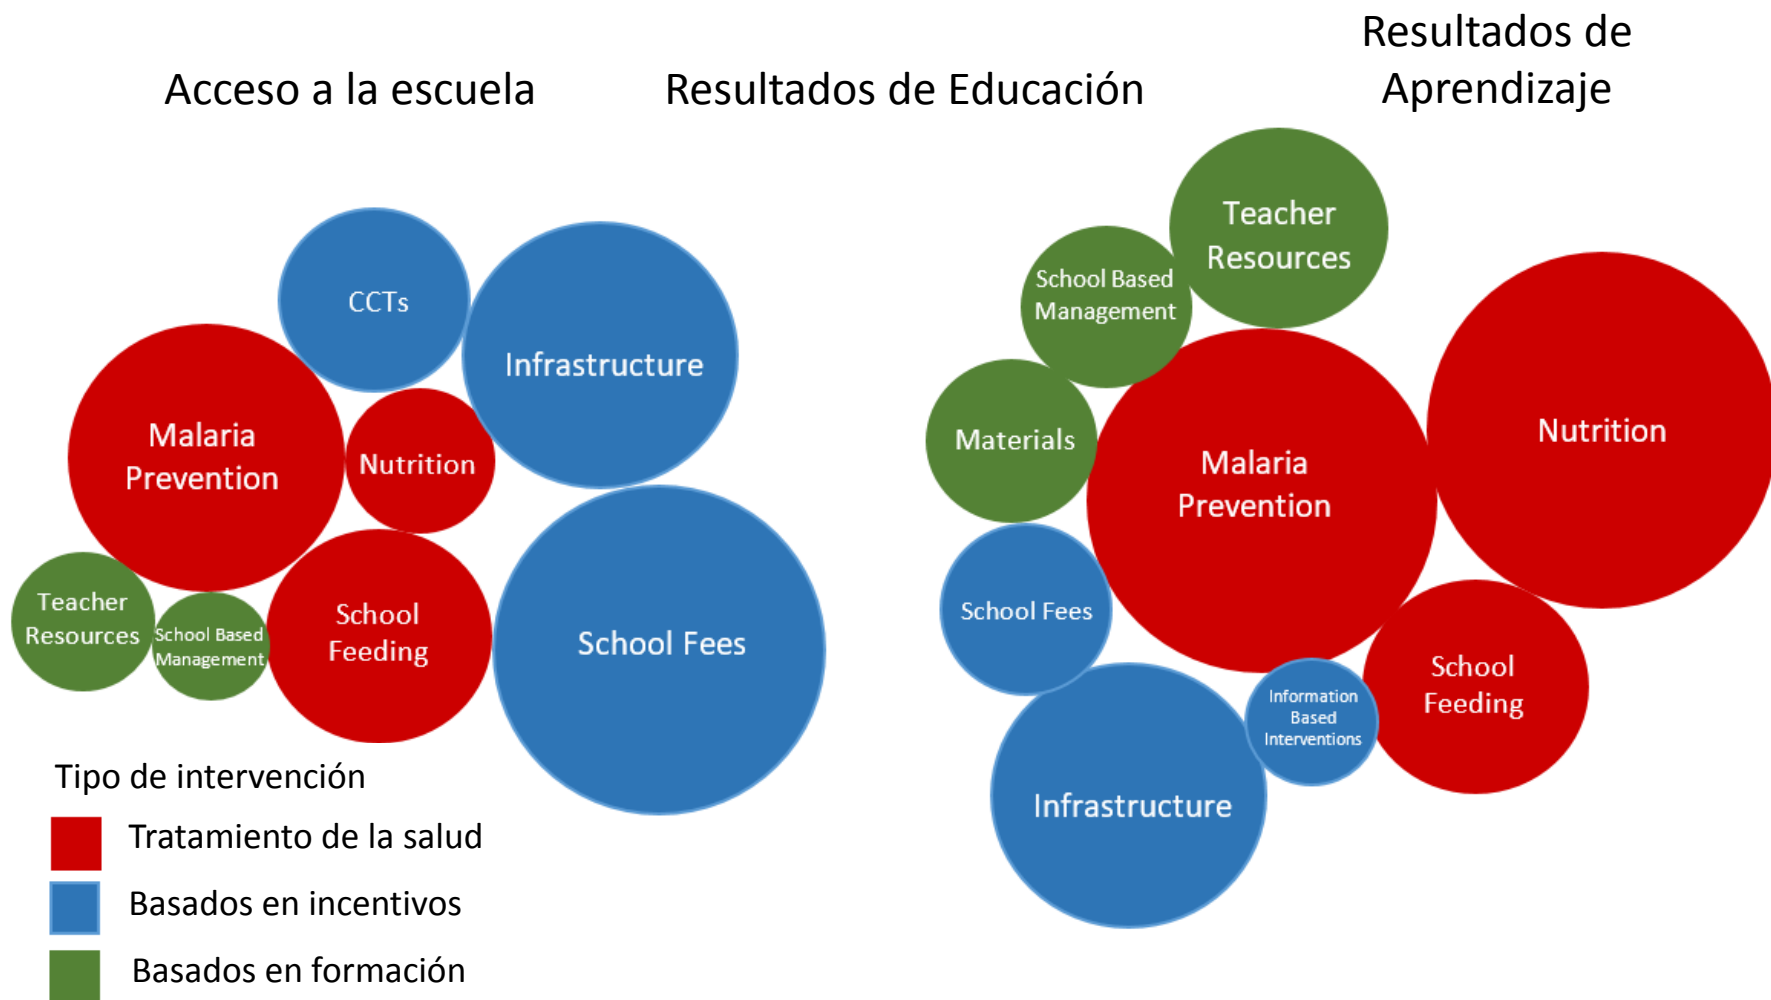 Acceso a la escuela
Resultados de Educación
Resultados de
Aprendizaje
CCTs
Infrastructure
Malaria
Prevention
Nutrition
Teacher
Resources
School Based
Management
School
Feeding
School Fees
Teacher
Resources
School Based
Management
Materials
Malaria
Prevention
Nutrition
School Fees
School
Feeding
Information
Based
Interventions
Infrastructure
Tipo de intervención
Tratamiento de la salud
Basados en incentivos
Basados en formación